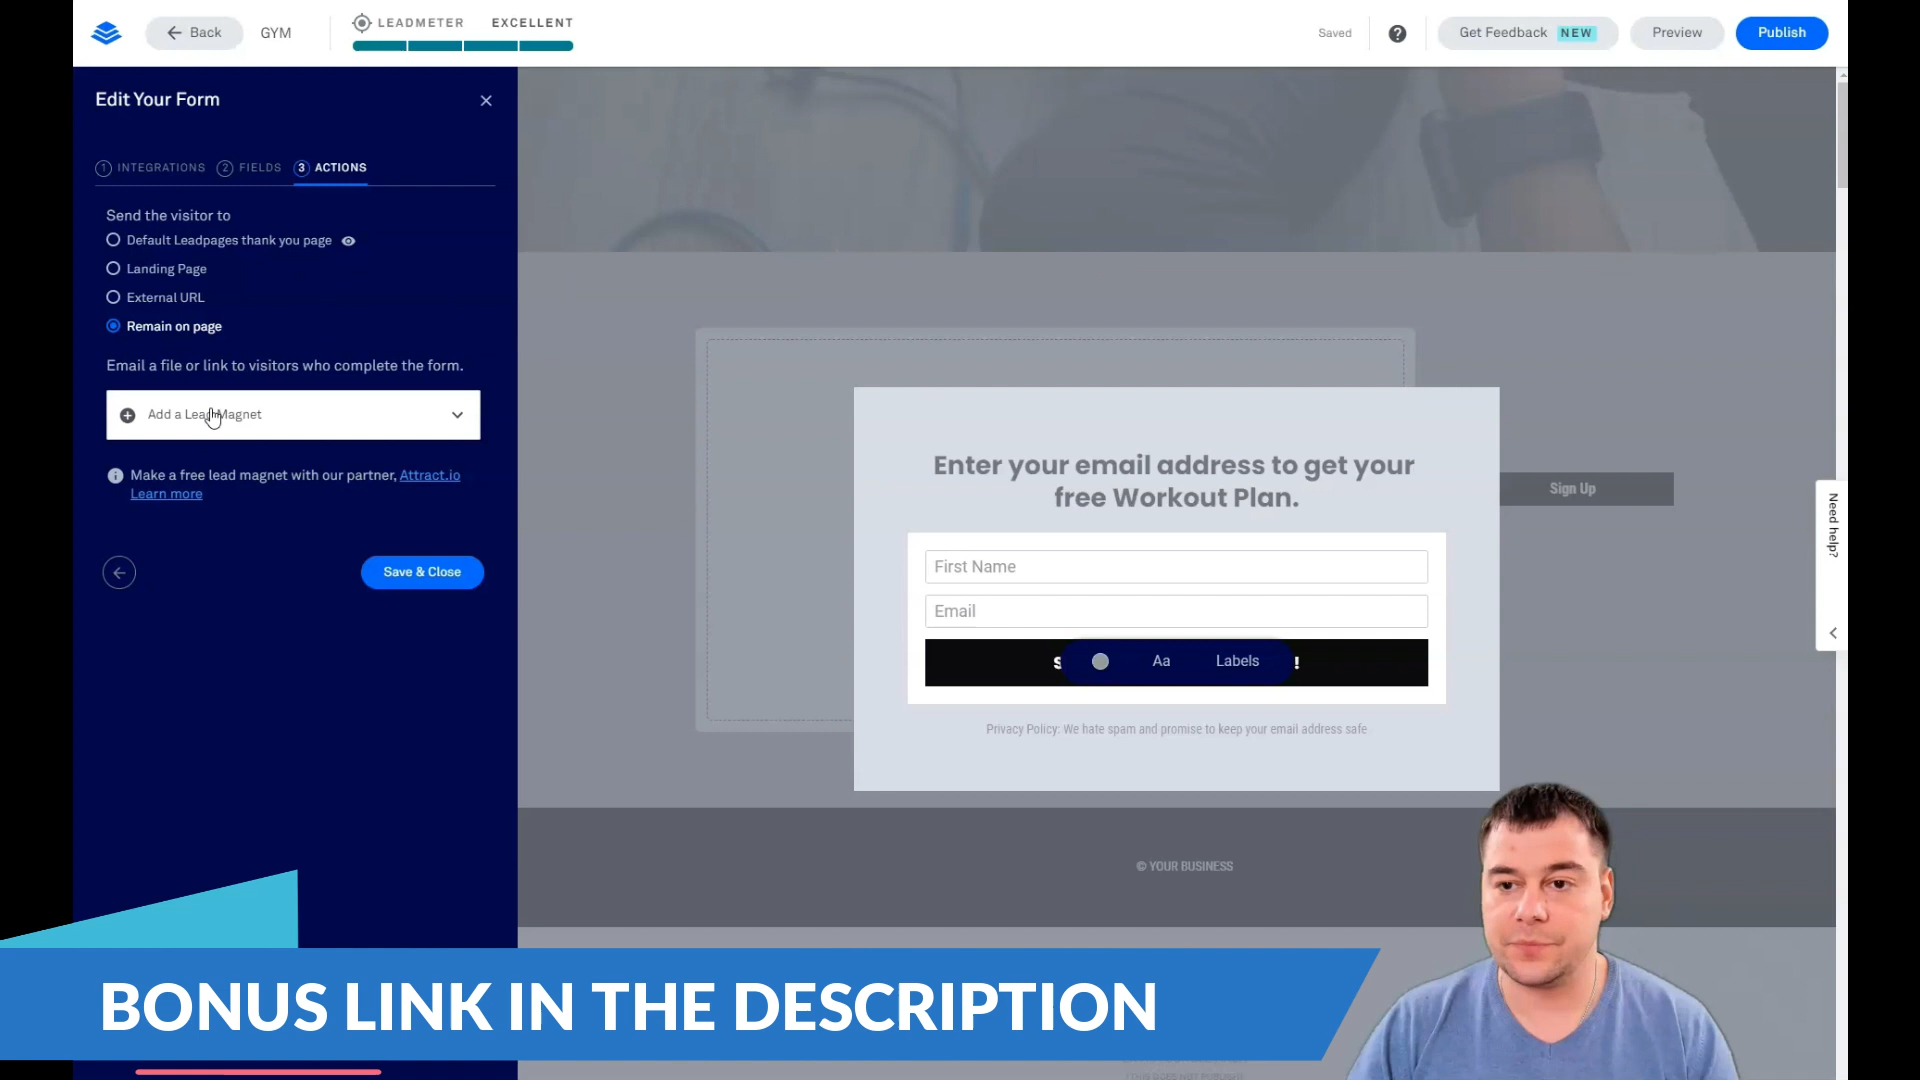 Back
GYM
LEADMETER EXCELLENT
Saved
?
Get Feedback NEW
Preview
Publish
Edit Your Form
1 INTEGRATIONS 2 FIELDS 3 ACTIONS
Send the visitor to
Default Leadpages thank you page
Landing Page
External URL
Remain on page
Email a file or link to visitors who complete the form.
Add a Lead Magnet
Make a free lead magnet with our partner, Attract.io
Learn more
Save & Close
Enter your email address to get your
free Workout Plan.
First Name
Email
Aa Labels !
Privacy Policy: We hate spam and promise to keep your email address safe
Sign Up
Need help?
© YOUR BUSINESS
BONUS LINK IN THE DESCRIPTION